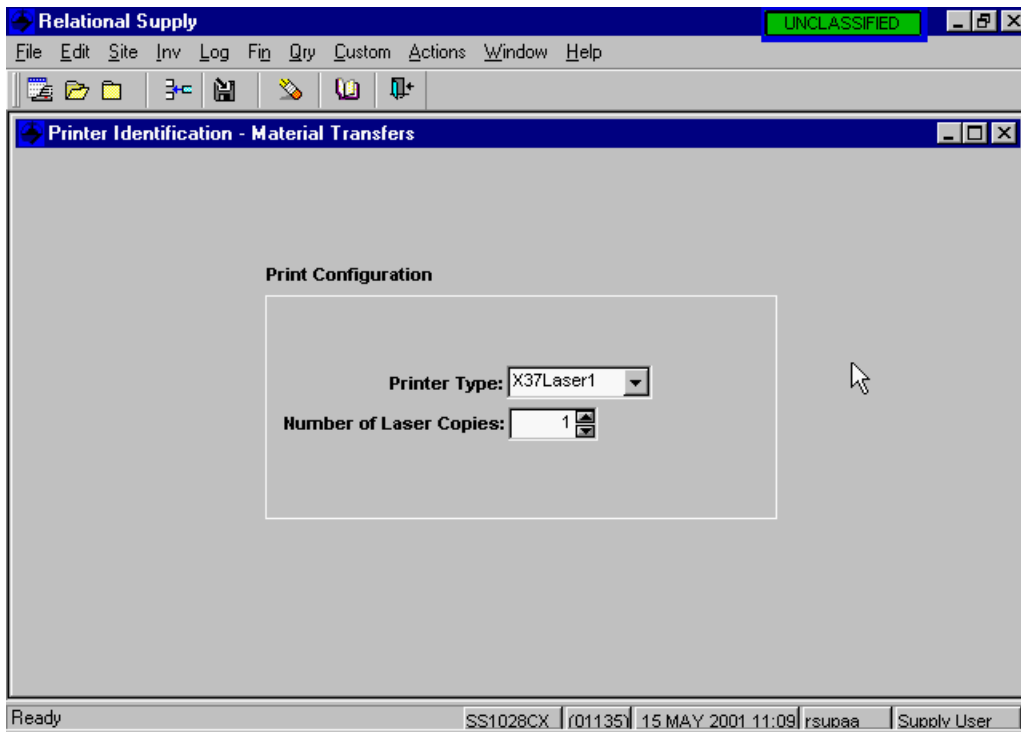 Relational Supply UNCLASSIFIED
File Edit Site Inv Log Fin Qry Custom Actions Window Help
Printer Identification - Material Transfers
Print Configuration
Printer Type: X37Laser1
Number of Laser Copies: 1
Ready SS1028CX (01135) 15 MAY 2001 11:09 rsupaa Supply User